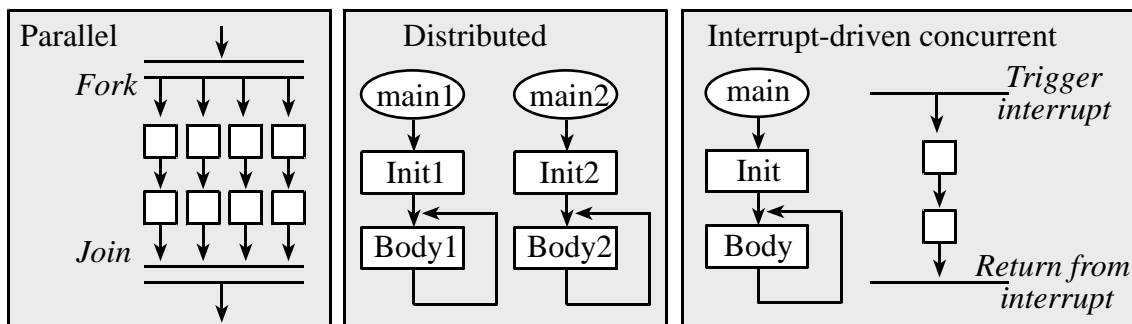 Parallel
Fork
Join
Distributed
main1
main2
Init1
Init2
Body1
Body2
Interrupt-driven concurrent
main
Init
Body
Trigger
interrupt
Return from
interrupt